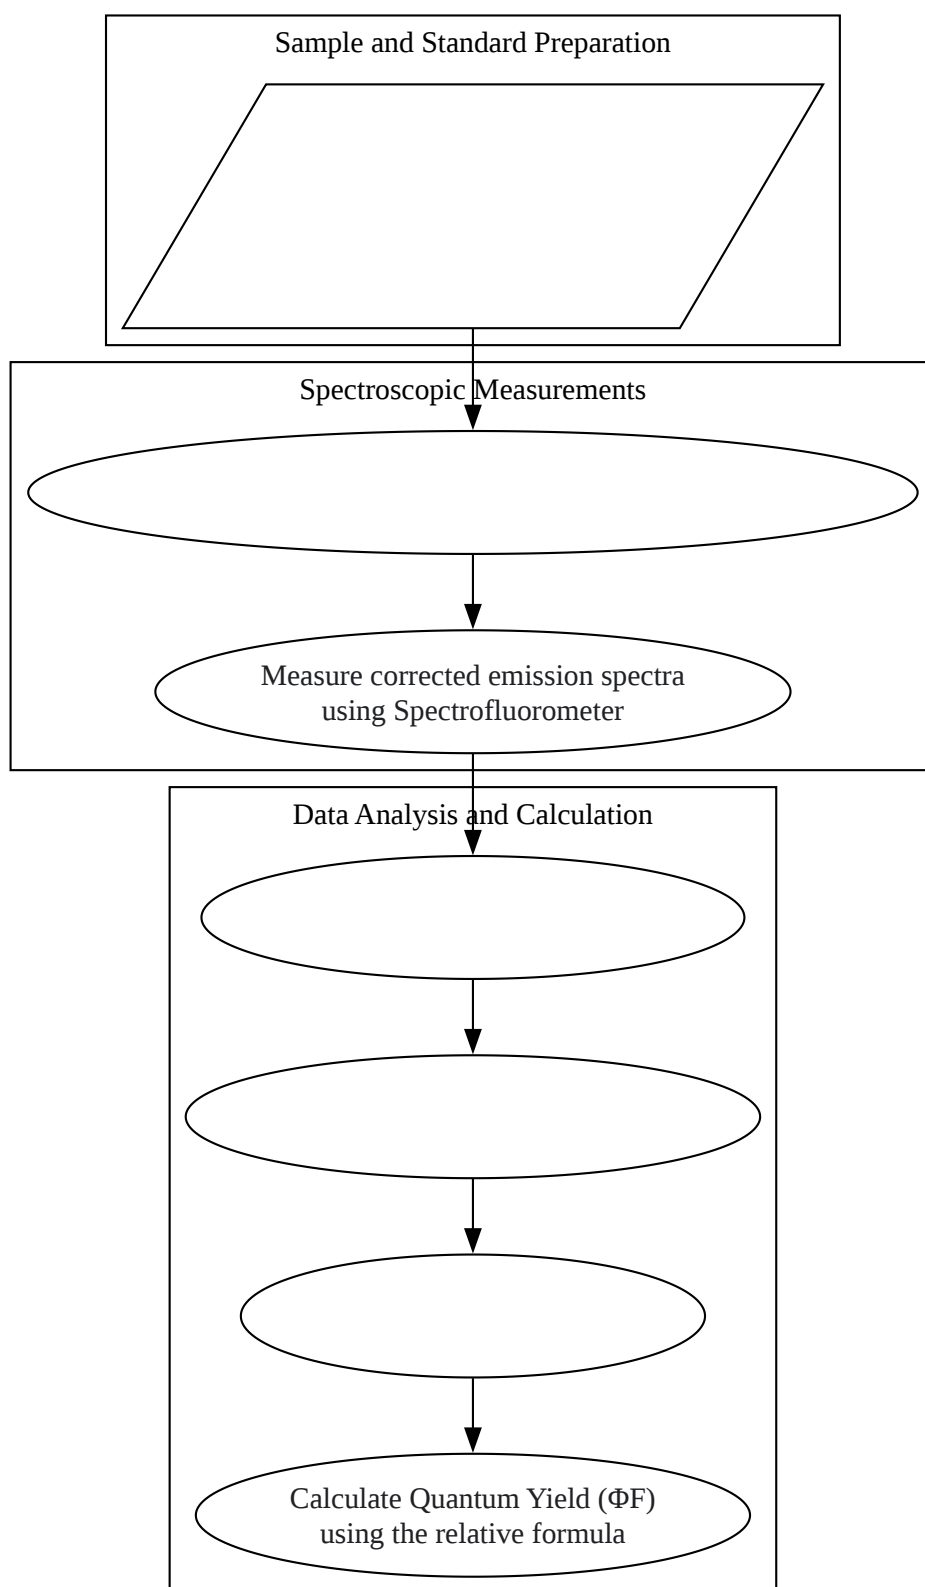 Sample and Standard Preparation
Spectroscopic Measurements
Measure corrected emission spectra
using Spectrofluorometer
Data Analysis and Calculation
Calculate Quantum Yield (ΦF)
using the relative formula